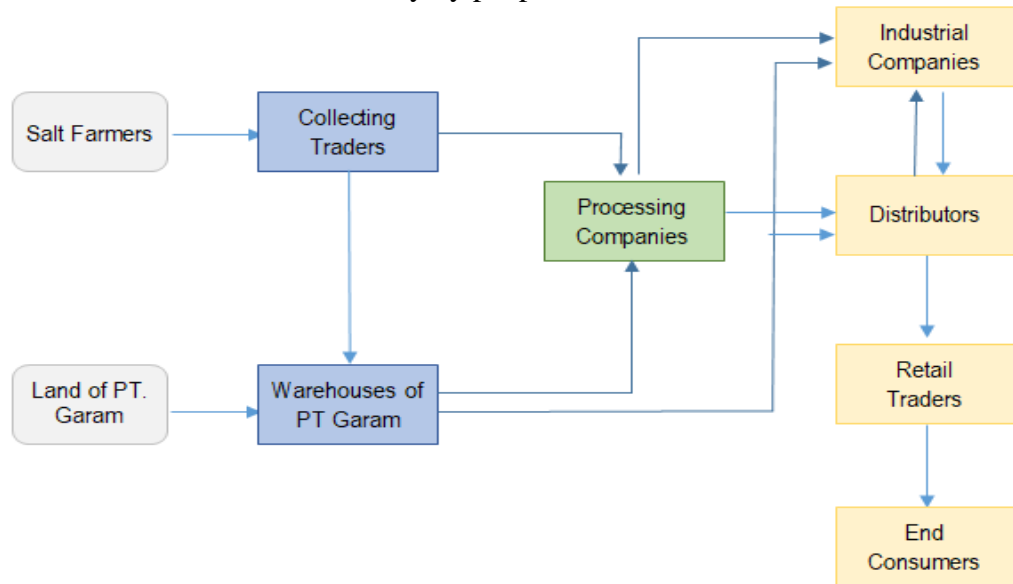 Industrial
Companies
Salt Farmers
Collecting
Traders
Processing
Companies
Distributors
Land of PT.
Garam
Warehouses of
PT Garam
Retail
Traders
End
Consumers